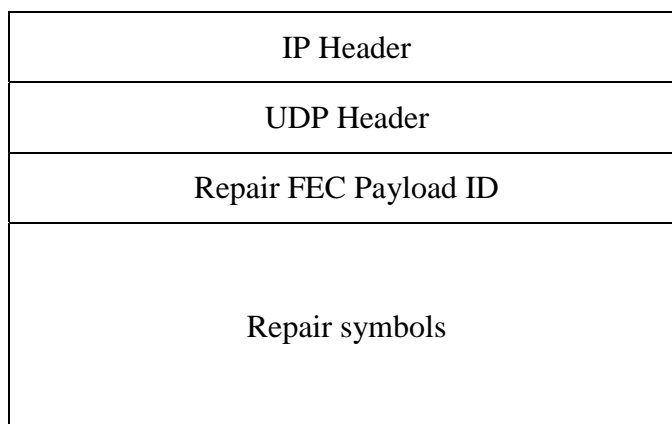 IP Header
UDP Header
Repair FEC Payload ID
Repair symbols